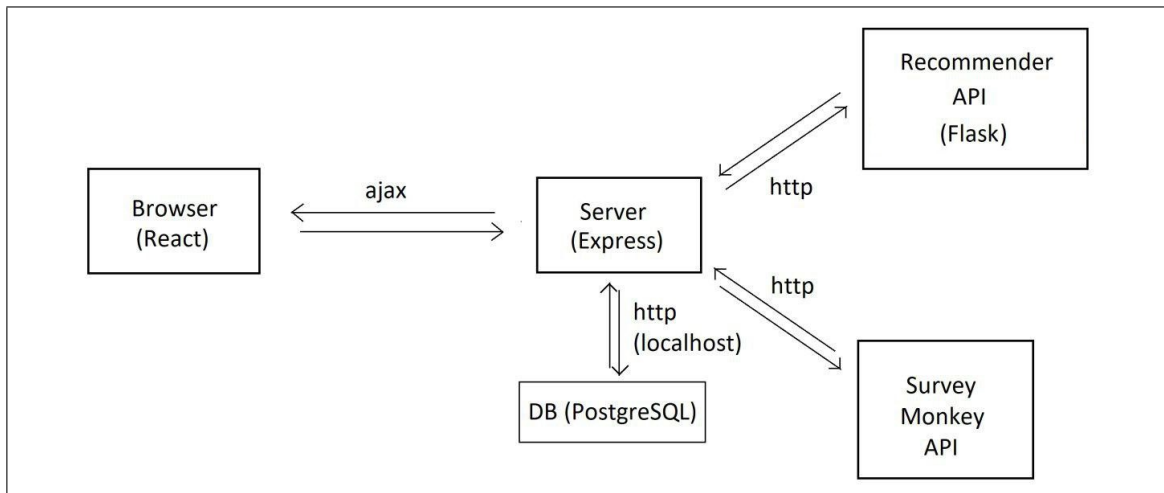 Browser
(React)
ajax
Server
(Express)
http
(localhost)
DB (PostgreSQL)
Recommender
API
(Flask)
http
http
Survey
Monkey
API